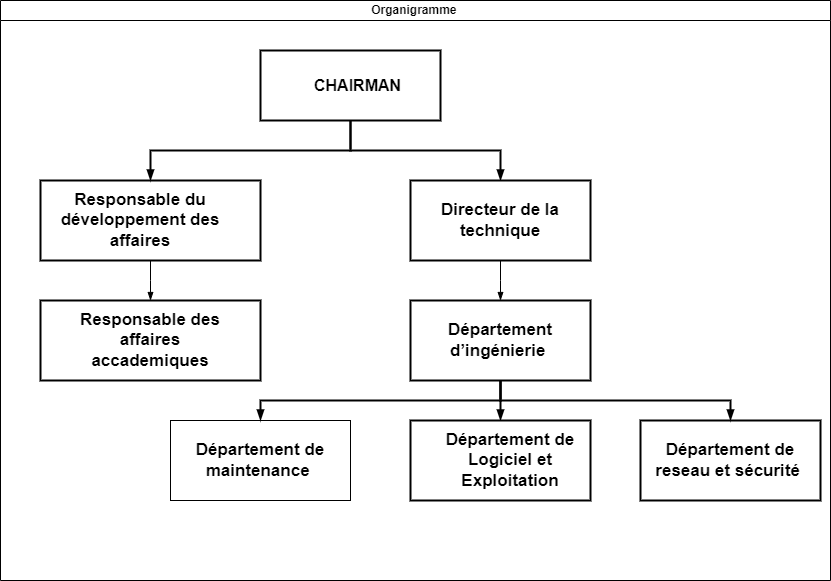 Organigramme
CHAIRMAN
Responsable du
développement des
affaires
Directeur de la
technique
Responsable des
affaires
accademiques
Département
d’ingénierie
Département de
maintenance
Département de
Logiciel et
Exploitation
Département de
reseau et sécurité